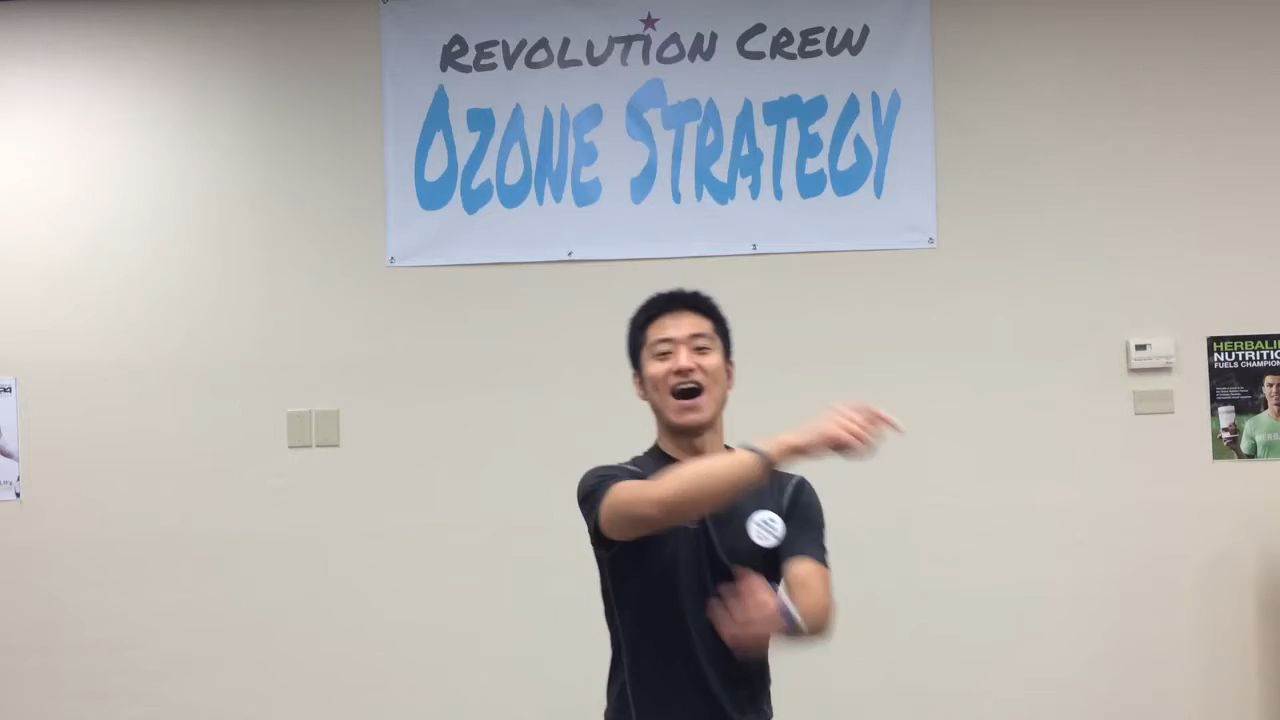 REVOLUTION CREW
OZONE STRATEGY
HERBALI
NUTRITIO
FUELS CHAMPION